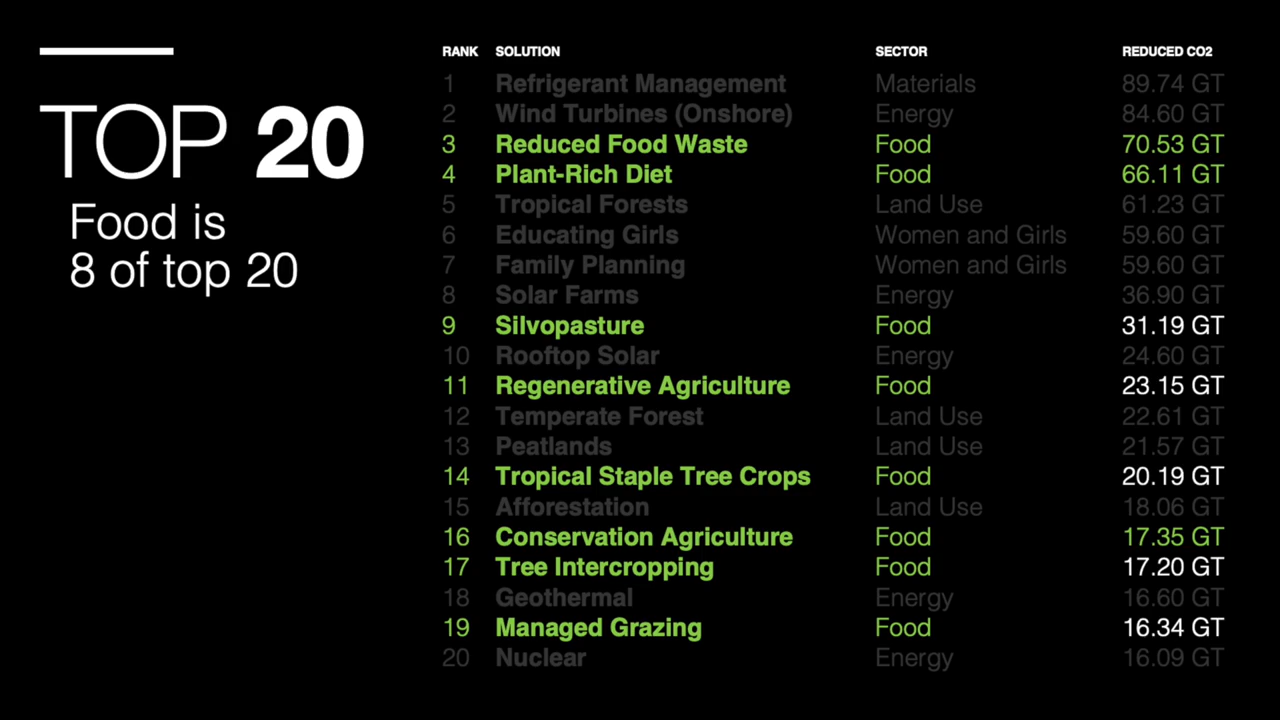 TOP 20
Food is
8 of top 20
RANK SOLUTION SECTOR REDUCED CO2
1 Refrigerant Management Materials 89.74 GT
2 Wind Turbines (Onshore) Energy 84.60 GT
3 Reduced Food Waste Food 70.53 GT
4 Plant-Rich Diet Food 66.11 GT
5 Tropical Forests Land Use 61.23 GT
6 Educating Girls Women and Girls 59.60 GT
7 Family Planning Women and Girls 59.60 GT
8 Solar Farms Energy 36.90 GT
9 Silvopasture Food 31.19 GT
10 Rooftop Solar Energy 24.60 GT
11 Regenerative Agriculture Food 23.15 GT
12 Temperate Forest Land Use 22.61 GT
13 Peatlands Land Use 21.57 GT
14 Tropical Staple Tree Crops Food 20.19 GT
15 Afforestation Land Use 18.06 GT
16 Conservation Agriculture Food 17.35 GT
17 Tree Intercropping Food 17.20 GT
18 Geothermal Energy 16.60 GT
19 Managed Grazing Food 16.34 GT
20 Nuclear Energy 16.09 GT